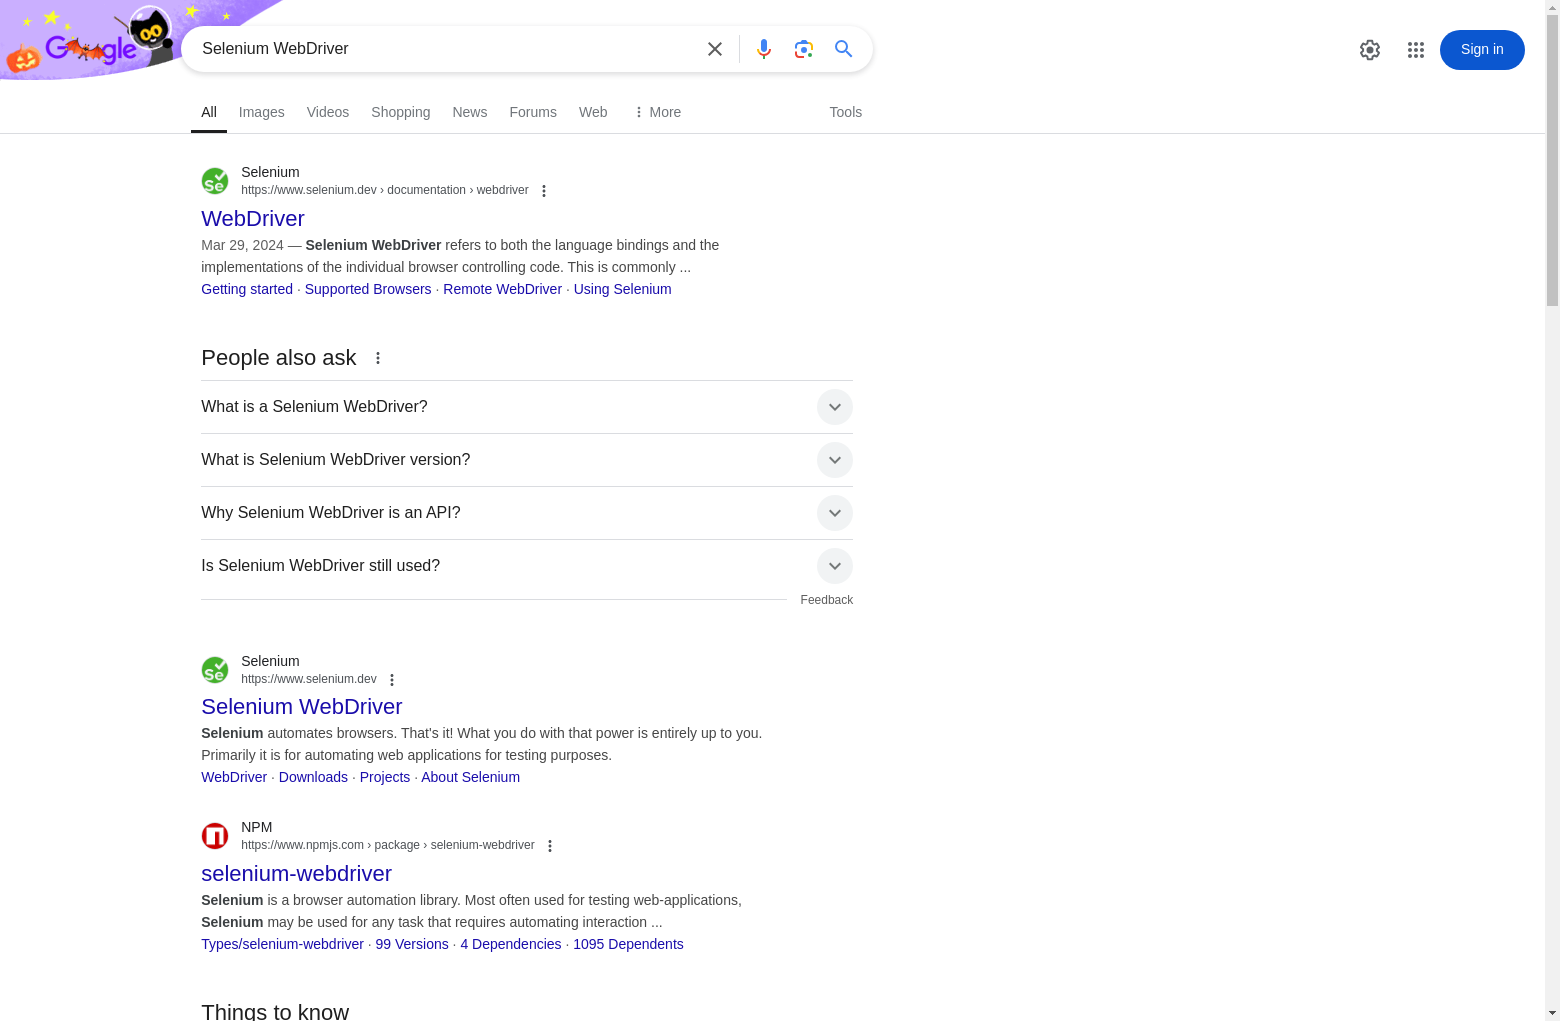 Google
Selenium WebDriver
Sign in
All Images Videos Shopping News Forums Web More Tools
Selenium
https://www.selenium.dev › documentation › webdriver
WebDriver
Mar 29, 2024 — Selenium WebDriver refers to both the language bindings and the
implementations of the individual browser controlling code. This is commonly ...
Getting started · Supported Browsers · Remote WebDriver · Using Selenium
People also ask
What is a Selenium WebDriver?
What is Selenium WebDriver version?
Why Selenium WebDriver is an API?
Is Selenium WebDriver still used?
Feedback
Se
Selenium
https://www.selenium.dev
Selenium WebDriver
Selenium automates browsers. That's it! What you do with that power is entirely up to you.
Primarily it is for automating web applications for testing purposes.
WebDriver · Downloads · Projects · About Selenium
NPM
https://www.npmjs.com › package › selenium-webdriver
selenium-webdriver
Selenium is a browser automation library. Most often used for testing web-applications,
Selenium may be used for any task that requires automating interaction ...
Types/selenium-webdriver · 99 Versions · 4 Dependencies · 1095 Dependents
Things to know